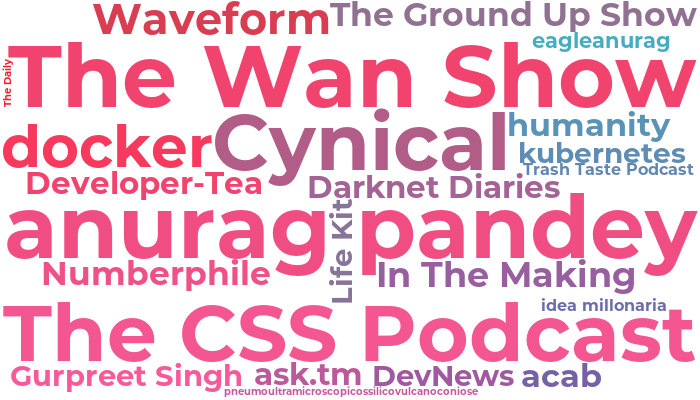 Waveform
The Ground Up Show
eagleanurag
The Daily
The Wan Show
docker
Cynical
humanity
kubernetes
Trash Taste Podcast
Developer-Tea
Darknet Diaries
anurag pandey
Life Kit
Numberphile
In The Making
idea millonaria
The CSS Podcast
Gurpreet Singh
ask.tm
DevNews
acab
pneumoultramicroscopicossilicovulcanoconiose